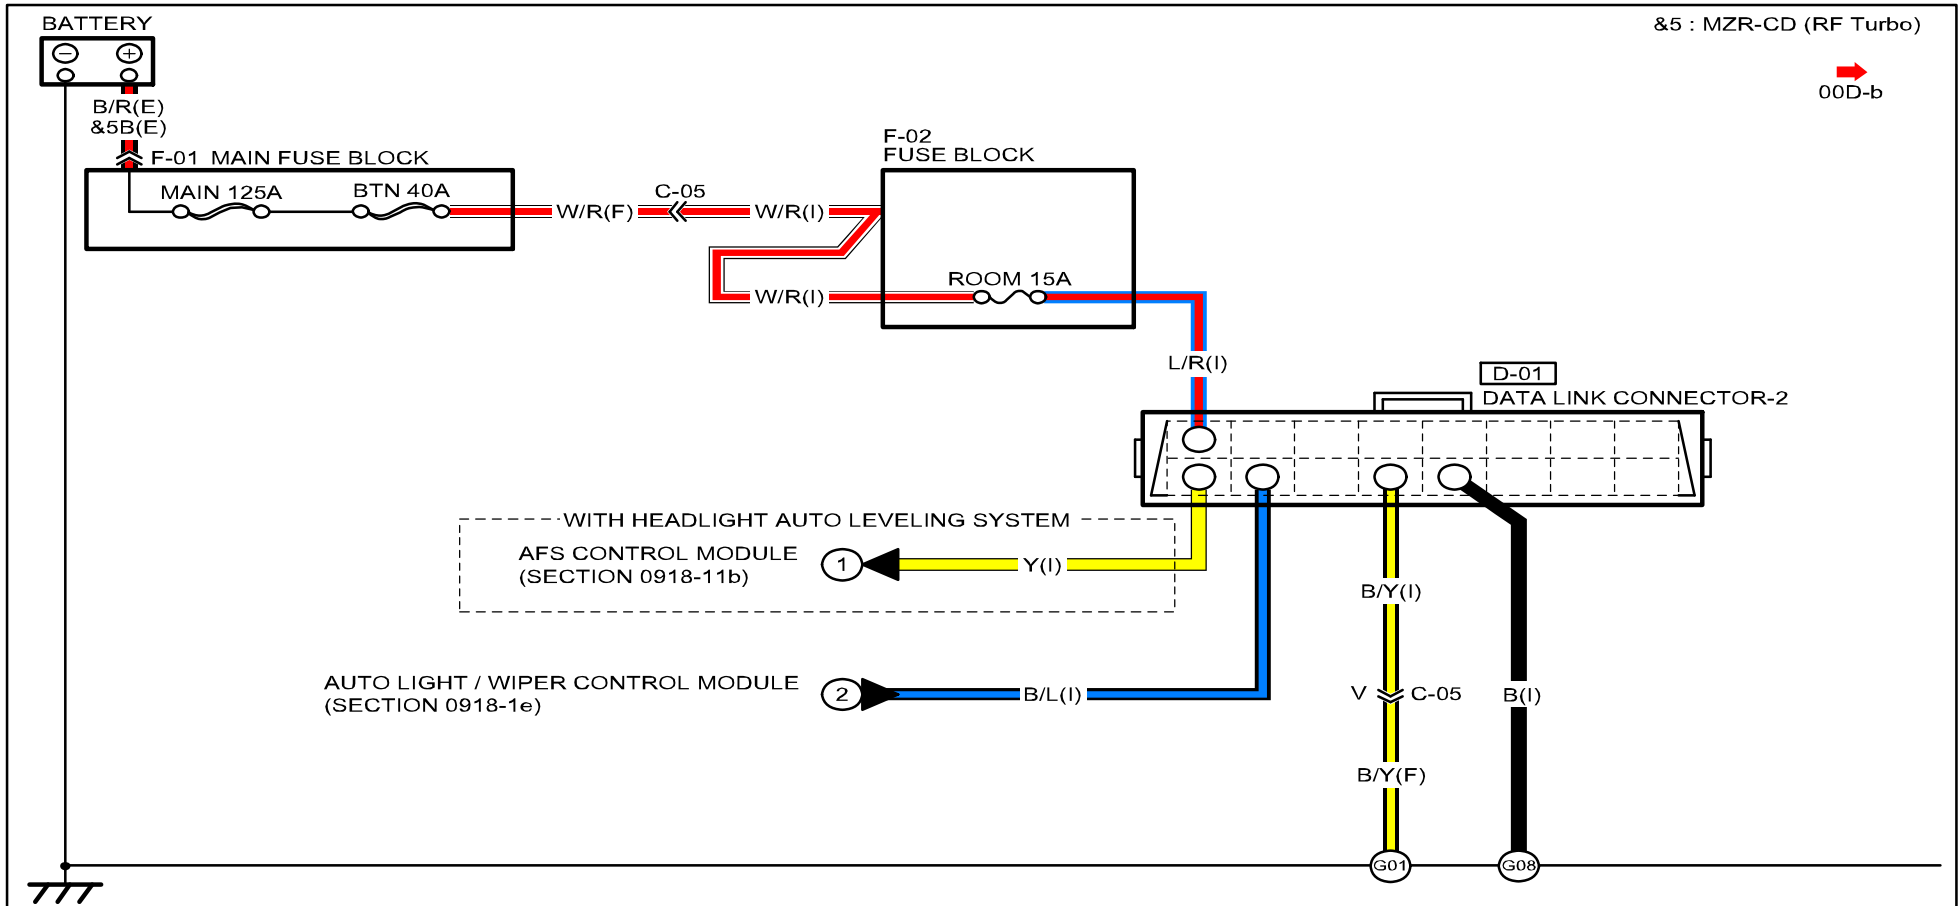 BATTERY
&5 : MZR-CD (RF Turbo)
00D-b
B/R(E)
&5B(E)
F-01 MAIN FUSE BLOCK
MAIN 125A
BTN 40A
W/R(F)
C-05
W/R(I)
W/R(I)
F-02
FUSE BLOCK
ROOM 15A
L/R(I)
D-01
DATA LINK CONNECTOR-2
WITH HEADLIGHT AUTO LEVELING SYSTEM
AFS CONTROL MODULE
(SECTION 0918-11b)
1
Y(I)
AUTO LIGHT / WIPER CONTROL MODULE
(SECTION 0918-1e)
2
B/L(I)
B/Y(I)
V
C-05
B(I)
B/Y(F)
G01
G08